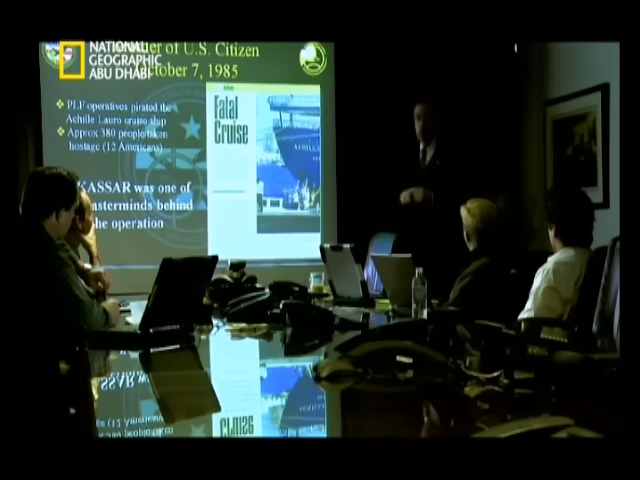 NATIONAL
GEOGRAPHIC
ABU DHABI
of U.S. Citizen
October 7, 1985
PLF operatives pirated the
Achille Lauro cruise ship
Approx 380 people taken
hostage (12 Americans)
KASSAR was one of
masterminds behind
the operation
Fatal
Cruise